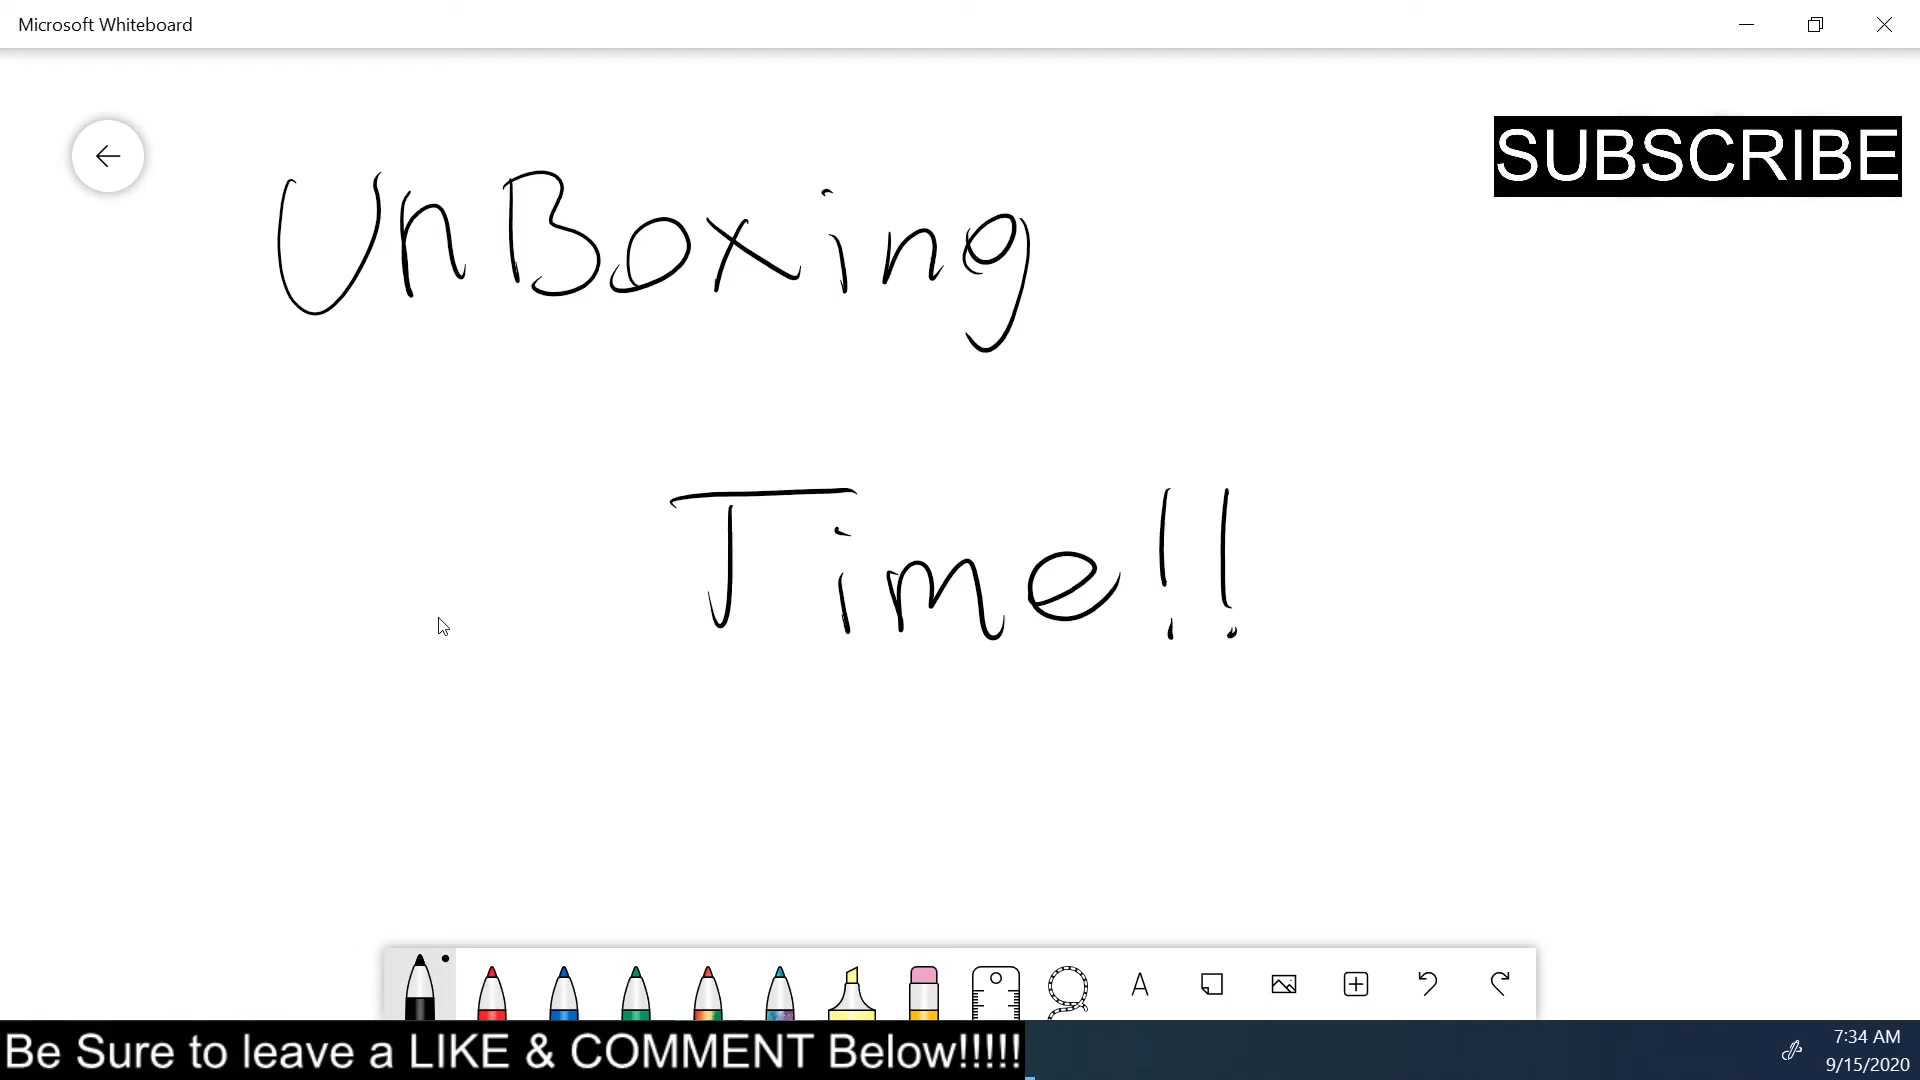 Microsoft Whiteboard
SUBSCRIBE
UnBoxing
Time!!
A
Be Sure to leave a LIKE & COMMENT Below!!!!!
7:34 AM
9/15/2020